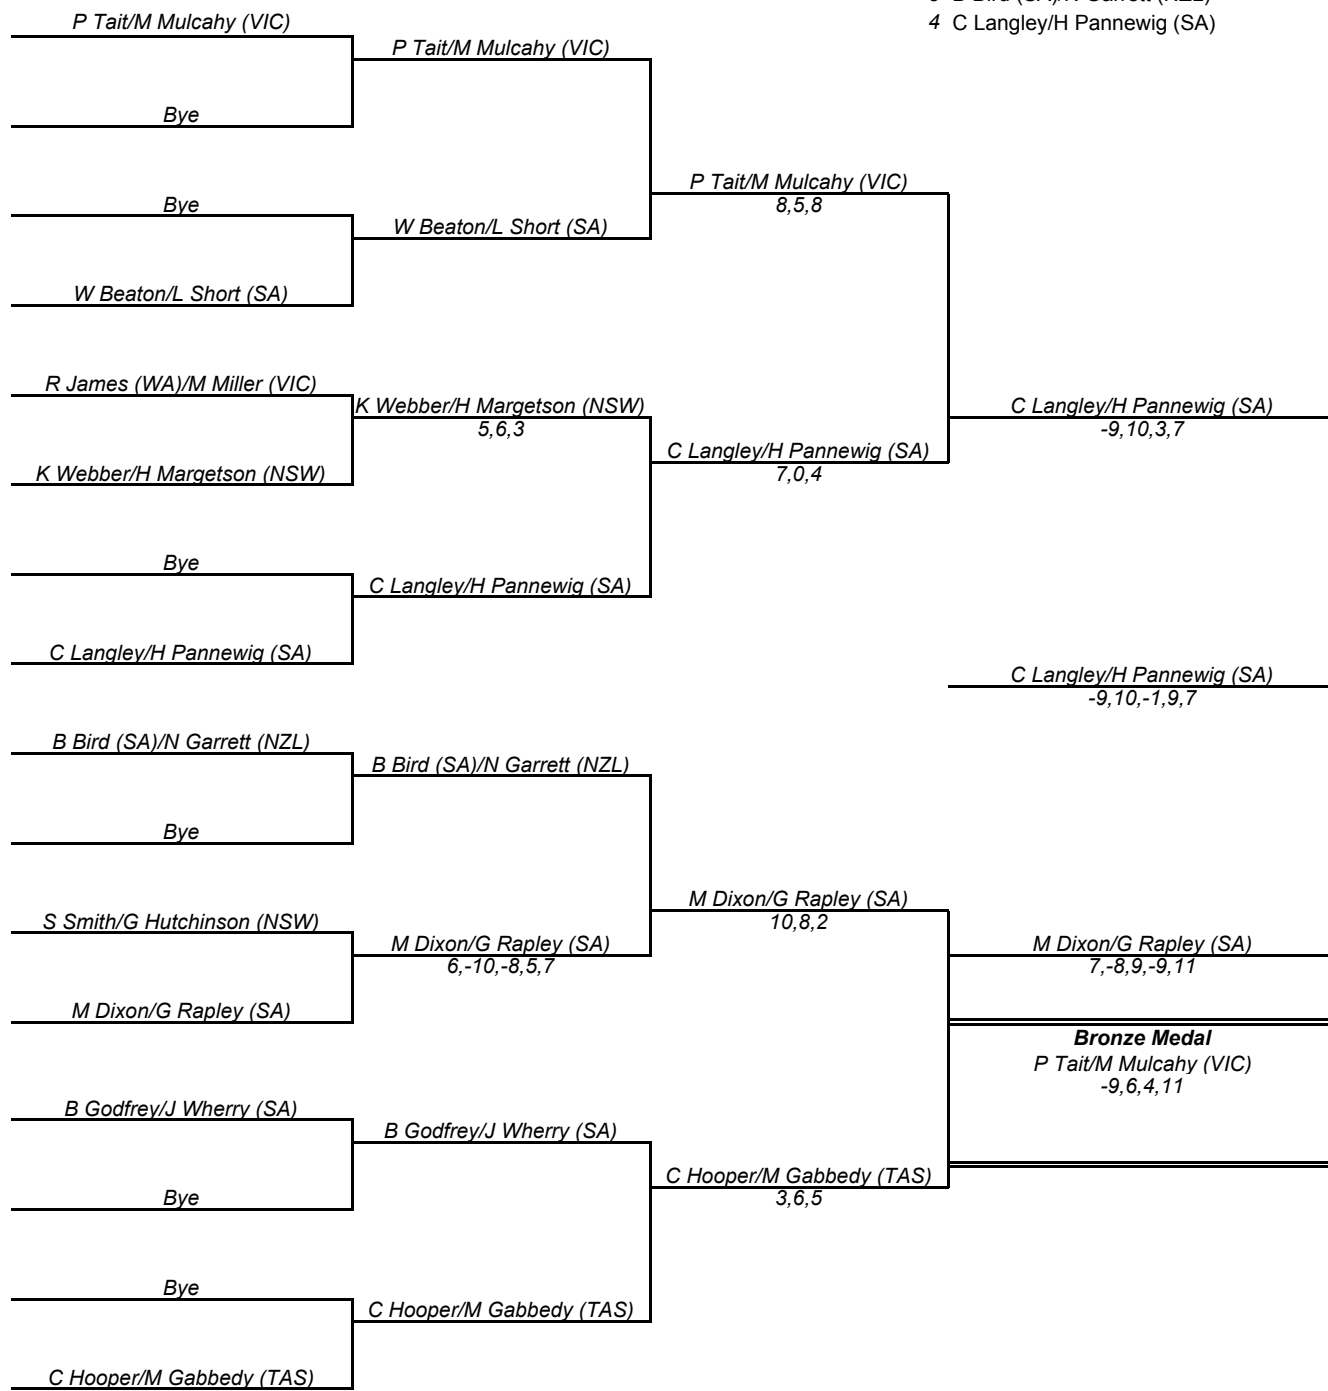 4 C Langley/H Pannewig (SA)
P Tait/M Mulcahy (VIC)
Bye
Bye
W Beaton/L Short (SA)
R James (WA)/M Miller (VIC)
K Webber/H Margetson (NSW)
Bye
C Langley/H Pannewig (SA)
B Bird (SA)/N Garrett (NZL)
Bye
S Smith/G Hutchinson (NSW)
M Dixon/G Rapley (SA)
B Godfrey/J Wherry (SA)
Bye
Bye
C Hooper/M Gabbedy (TAS)
P Tait/M Mulcahy (VIC)
W Beaton/L Short (SA)
K Webber/H Margetson (NSW)
5,6,3
C Langley/H Pannewig (SA)
B Bird (SA)/N Garrett (NZL)
M Dixon/G Rapley (SA)
6,-10,-8,5,7
B Godfrey/J Wherry (SA)
C Hooper/M Gabbedy (TAS)
P Tait/M Mulcahy (VIC)
8,5,8
C Langley/H Pannewig (SA)
7,0,4
M Dixon/G Rapley (SA)
10,8,2
C Hooper/M Gabbedy (TAS)
3,6,5
C Langley/H Pannewig (SA)
-9,10,3,7
C Langley/H Pannewig (SA)
-9,10,-1,9,7
M Dixon/G Rapley (SA)
7,-8,9,-9,11
Bronze Medal
P Tait/M Mulcahy (VIC)
-9,6,4,11